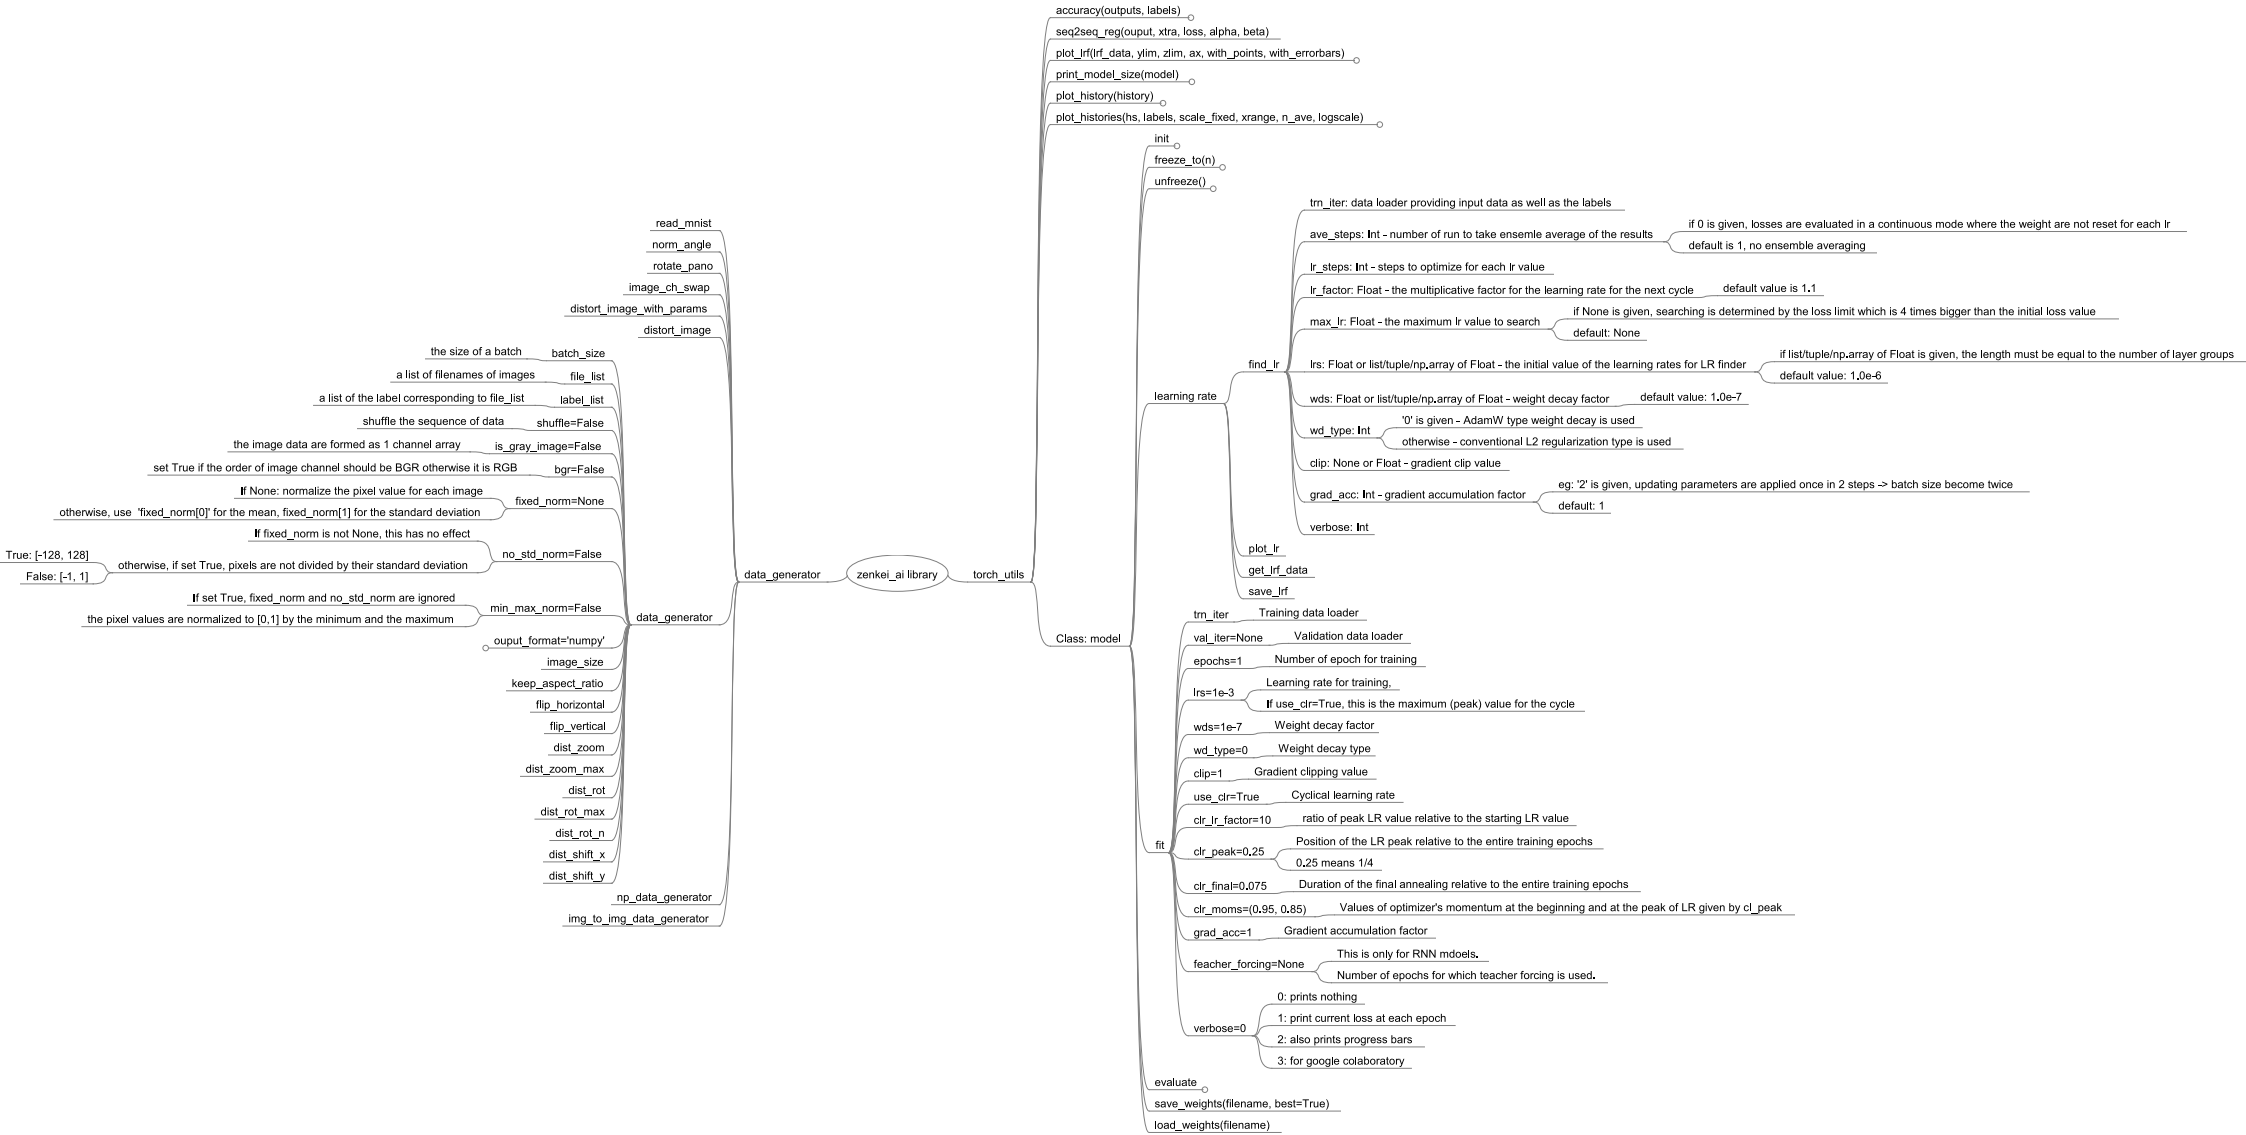 zenkei_ai library
torch_utils
accuracy(outputs, labels)
seq2seq_reg(ouput, xtra, loss, alpha, beta)
plot_lrf(lrf_data, ylim, zlim, ax, with_points, with_errorbars)
print_model_size(model)
plot_history(history)
plot_histories(hs, labels, scale_fixed, xrange, n_ave, logscale)
Class: model
init
freeze_to(n)
unfreeze()
learning rate
find_lr
trn_iter: data loader providing input data as well as the labels
ave_steps: Int - number of run to take ensemle average of the results
if 0 is given, losses are evaluated in a continuous mode where the weight are not reset for each lr
default is 1, no ensemble averaging
lr_steps: Int - steps to optimize for each lr value
lr_factor: Float - the multiplicative factor for the learning rate for the next cycle
default value is 1.1
max_lr: Float - the maximum lr value to search
if None is given, searching is determined by the loss limit which is 4 times bigger than the initial loss value
default: None
lrs: Float or list/tuple/np.array of Float - the initial value of the learning rates for LR finder
if list/tuple/np.array of Float is given, the length must be equal to the number of layer groups
default value: 1.0e-6
wds: Float or list/tuple/np.array of Float - weight decay factor
default value: 1.0e-7
wd_type: Int
'0' is given - AdamW type weight decay is used
otherwise - conventional L2 regularization type is used
clip: None or Float - gradient clip value
grad_acc: Int - gradient accumulation factor
eg: '2' is given, updating parameters are applied once in 2 steps -> batch size become twice
default: 1
verbose: Int
plot_lr
get_lrf_data
save_lrf
fit
trn_iter
Training data loader
val_iter=None
Validation data loader
epochs=1
Number of epoch for training
lrs=1e-3
Learning rate for training,
If use_clr=True, this is the maximum (peak) value for the cycle
wds=1e-7
Weight decay factor
wd_type=0
Weight decay type
clip=1
Gradient clipping value
use_clr=True
Cyclical learning rate
clr_lr_factor=10
ratio of peak LR value relative to the starting LR value
clr_peak=0.25
Position of the LR peak relative to the entire training epochs
0.25 means 1/4
clr_final=0.075
Duration of the final annealing relative to the entire training epochs
clr_moms=(0.95, 0.85)
Values of optimizer's momentum at the beginning and at the peak of LR given by cl_peak
grad_acc=1
Gradient accumulation factor
feacher_forcing=None
This is only for RNN mdoels.
Number of epochs for which teacher forcing is used.
verbose=0
0: prints nothing
1: print current loss at each epoch
2: also prints progress bars
3: for google colaboratory
evaluate
save_weights(filename, best=True)
load_weights(filename)
data_generator
read_mnist
norm_angle
rotate_pano
image_ch_swap
distort_image_with_params
distort_image
data_generator
batch_size
the size of a batch
file_list
a list of filenames of images
label_list
a list of the label corresponding to file_list
shuffle=False
shuffle the sequence of data
is_gray_image=False
the image data are formed as 1 channel array
bgr=False
set True if the order of image channel should be BGR otherwise it is RGB
fixed_norm=None
If None: normalize the pixel value for each image
otherwise, use 'fixed_norm[0]' for the mean, fixed_norm[1] for the standard deviation
no_std_norm=False
If fixed_norm is not None, this has no effect
otherwise, if set True, pixels are not divided by their standard deviation
True: [-128, 128]
False: [-1, 1]
min_max_norm=False
If set True, fixed_norm and no_std_norm are ignored
the pixel values are normalized to [0,1] by the minimum and the maximum
ouput_format='numpy'
image_size
keep_aspect_ratio
flip_horizontal
flip_vertical
dist_zoom
dist_zoom_max
dist_rot
dist_rot_max
dist_rot_n
dist_shift_x
dist_shift_y
np_data_generator
img_to_img_data_generator